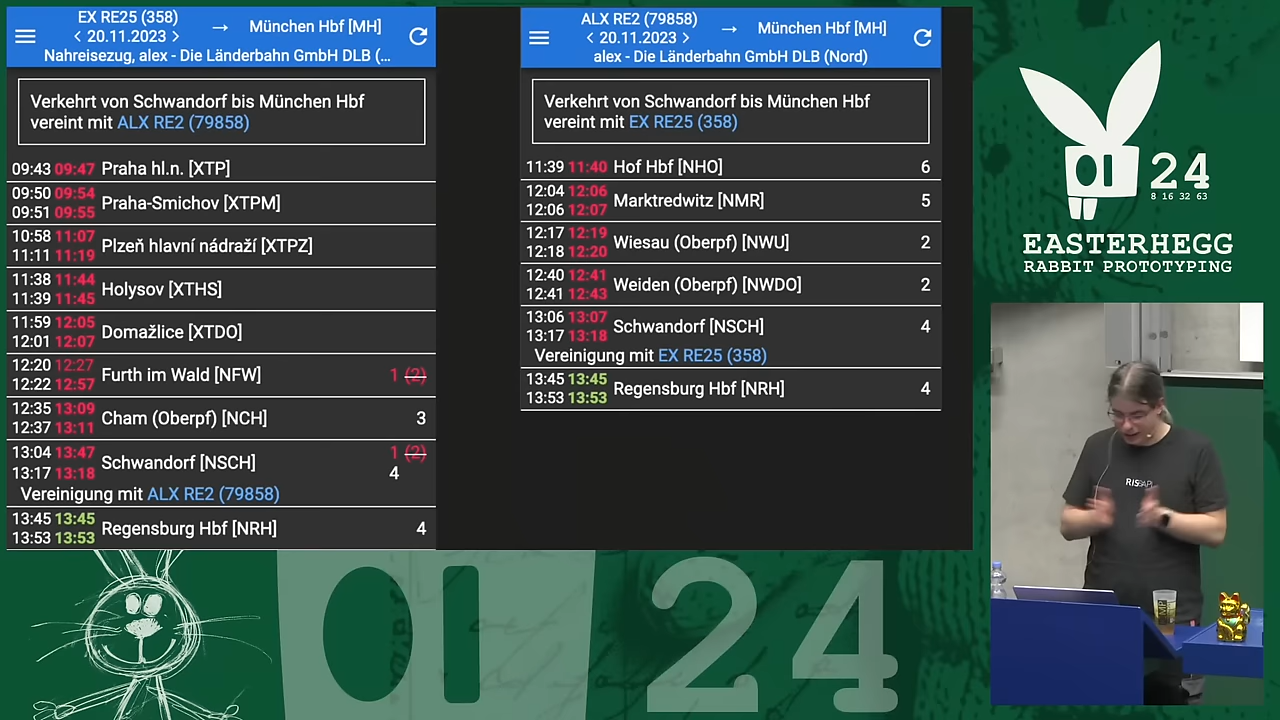 EX RE25 (358)
< 20.11.2023 >
→ München Hbf [MH]
Nahreisezug, alex - Die Länderbahn GmbH DLB (...
Verkehrt von Schwandorf bis München Hbf
vereint mit ALX RE2 (79858)
09:43 09:47 Praha hl.n. [XTP]
09:50 09:54
09:51 09:55
Praha-Smichov [XTPM]
10:58 11:07
11:11 11:19
Plzeň hlavní nádraží [XTPZ]
11:38 11:44
11:39 11:45
Holysov [XTHS]
11:59 12:05
12:01 12:07
Domažlice [XTDO]
12:20 12:27
12:22 12:57
Furth im Wald [NFW] 1 (2)
12:35 13:09
12:37 13:11
Cham (Oberpf) [NCH] 3
13:04 13:47
13:17 13:18
Schwandorf [NSCH] 1 (2)
4
Vereinigung mit ALX RE2 (79858)
13:45 13:45
13:53 13:53
Regensburg Hbf [NRH] 4
ALX RE2 (79858)
< 20.11.2023 >
→ München Hbf [MH]
alex - Die Länderbahn GmbH DLB (Nord)
Verkehrt von Schwandorf bis München Hbf
vereint mit EX RE25 (358)
11:39 11:40 Hof Hbf [NHO] 6
12:04 12:06
12:06 12:07
Marktredwitz [NMR] 5
12:17 12:19
12:18 12:20
Wiesau (Oberpf) [NWU] 2
12:40 12:41
12:41 12:43
Weiden (Oberpf) [NWDO] 2
13:06 13:07
13:17 13:18
Schwandorf [NSCH] 4
Vereinigung mit EX RE25 (358)
13:45 13:45
13:53 13:53
Regensburg Hbf [NRH] 4
24
8 16 32 63
EASTERHEGG
RABBIT PROTOTYPING
24